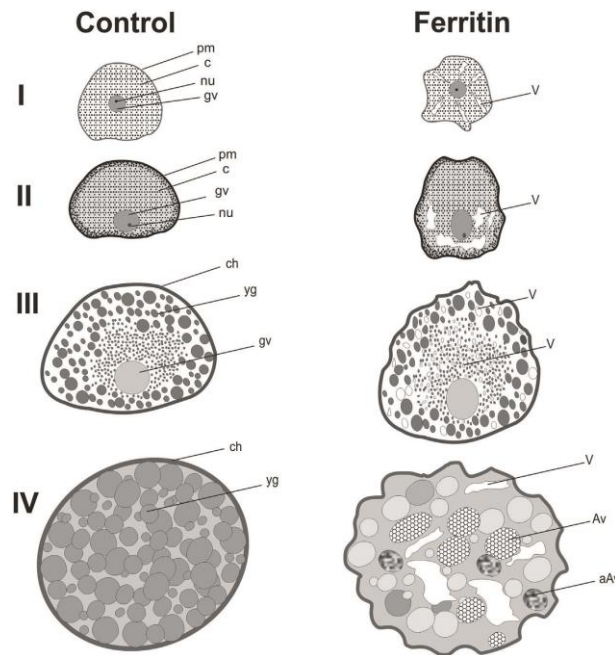 Control
Ferritin
I
pm
c
nu
gv
V
II
pm
c
gv
nu
V
III
ch
yg
gv
V
V
IV
ch
yg
V
Av
aAv